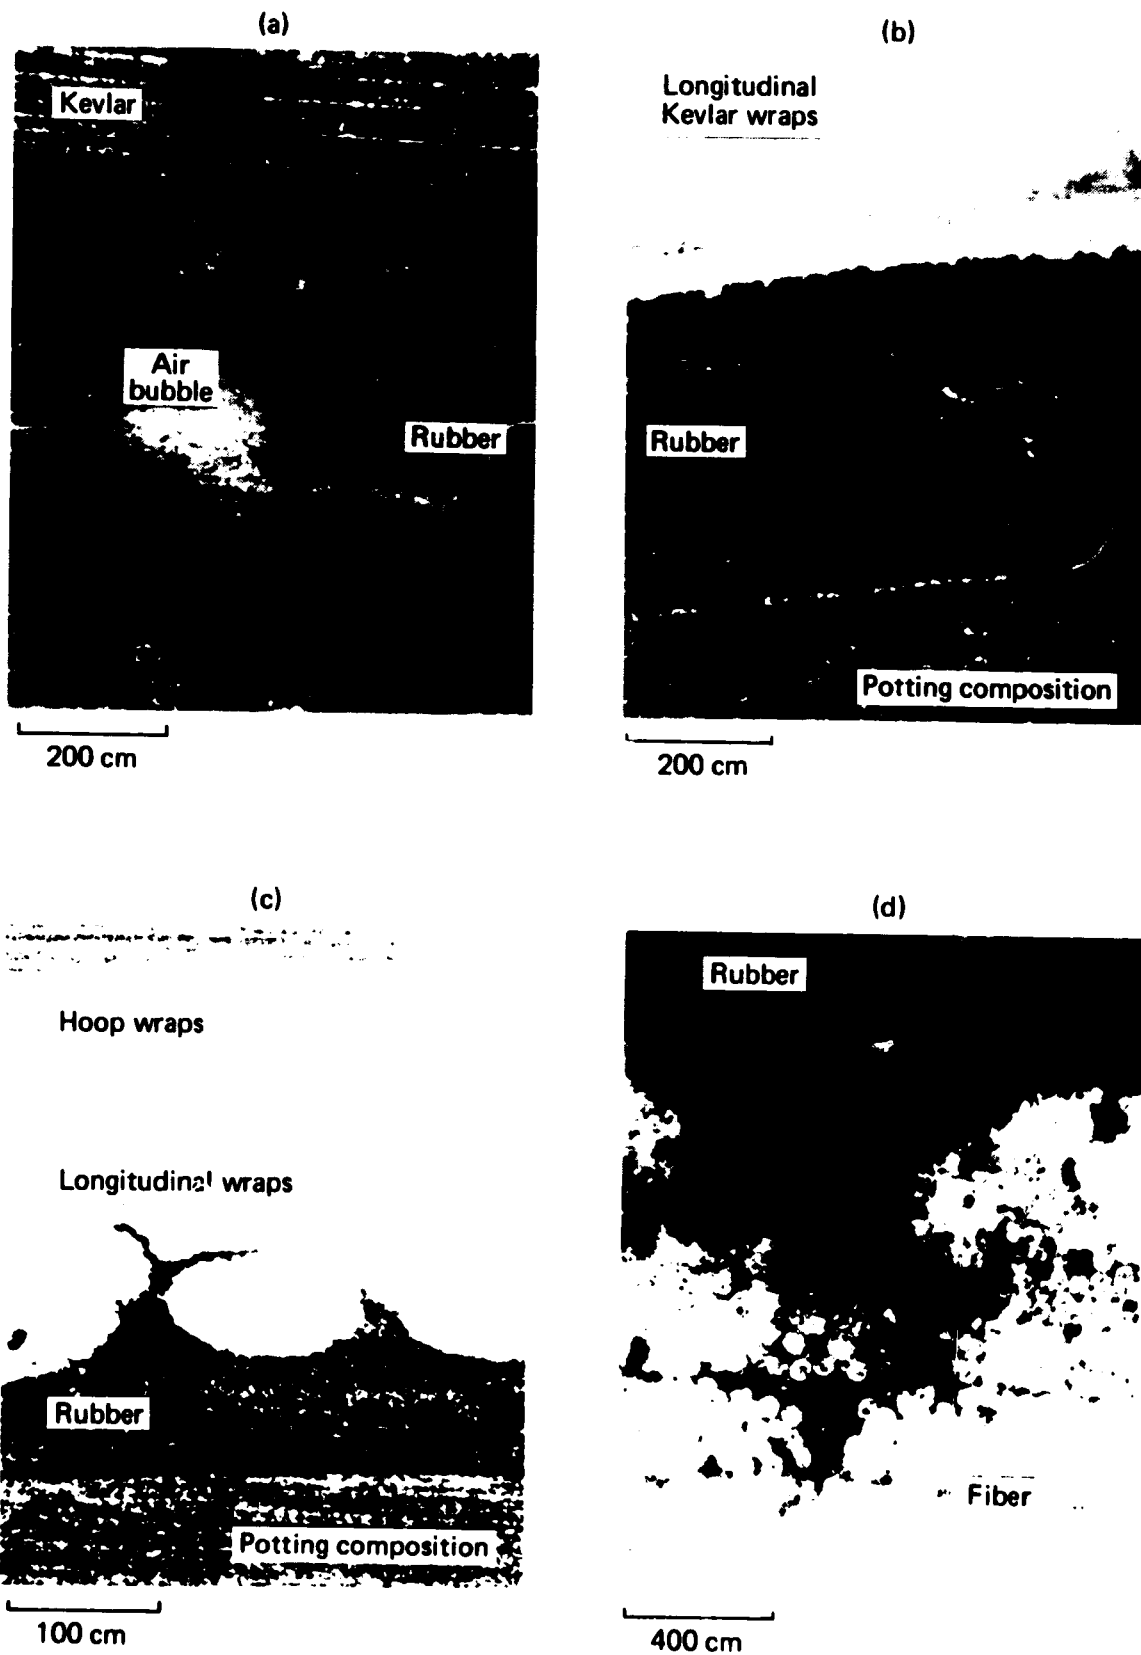 (a)
Kevlar
Air
bubble
Rubber
200 cm
(b)
Longitudinal
Kevlar wraps
Rubber
Potting composition
200 cm
(c)
Hoop wraps
Longitudinal wraps
Rubber
Potting composition
100 cm
(d)
Rubber
Fiber
400 cm